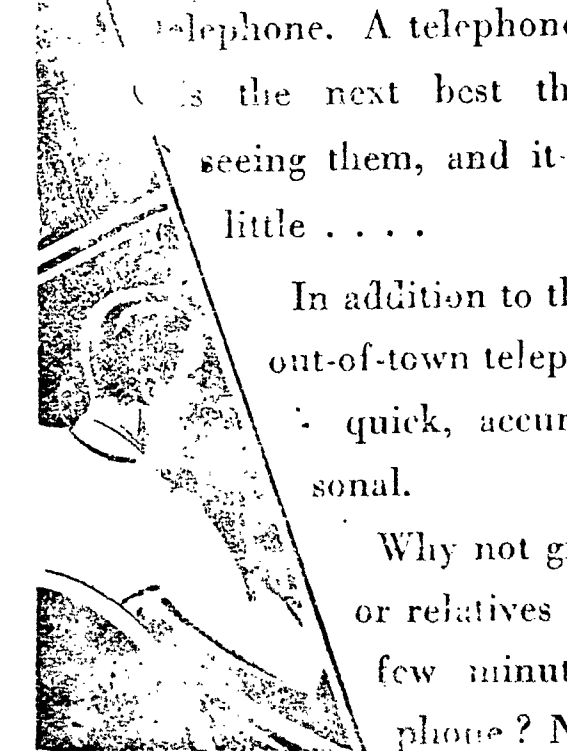 telephone. A telephone
is the next best th
seeing them, and it
little . . . .
In addition to th
out-of-town telep
quick, accur
sonal.
Why not g
or relatives
few minut
phone? N